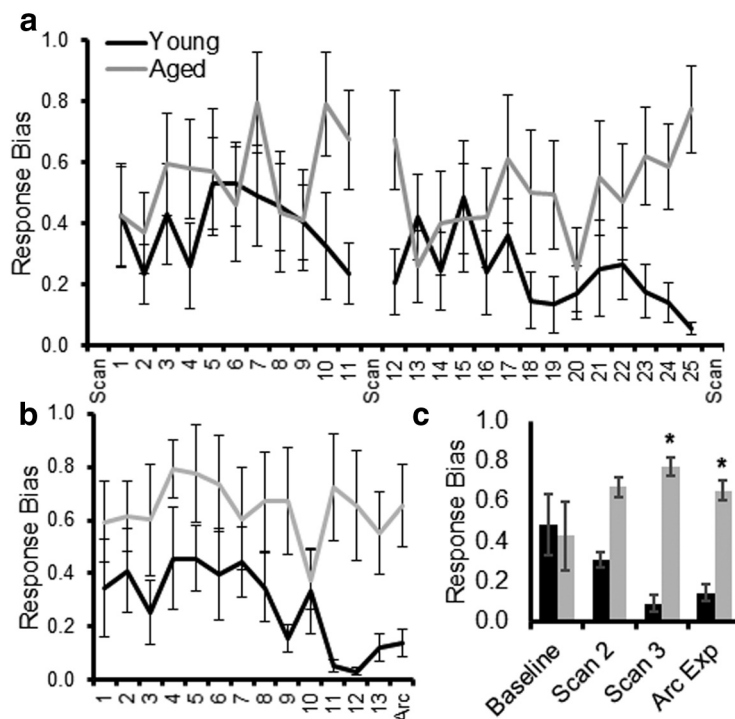 a
Young
Aged
Response Bias
1.0
0.8
0.6
0.4
0.2
0.0
Scan 1 2 3 4 5 6 7 8 9 10 11 Scan 12 13 14 15 16 17 18 19 20 21 22 23 24 25 Scan
b
Response Bias
1.0
0.8
0.6
0.4
0.2
0.0
1 2 3 4 5 6 7 8 9 10 11 12 13 Arc
c
Response Bias
1.0
0.8
0.6
0.4
0.2
0.0
* *
Baseline
Scan 2
Scan 3
Arc Exp